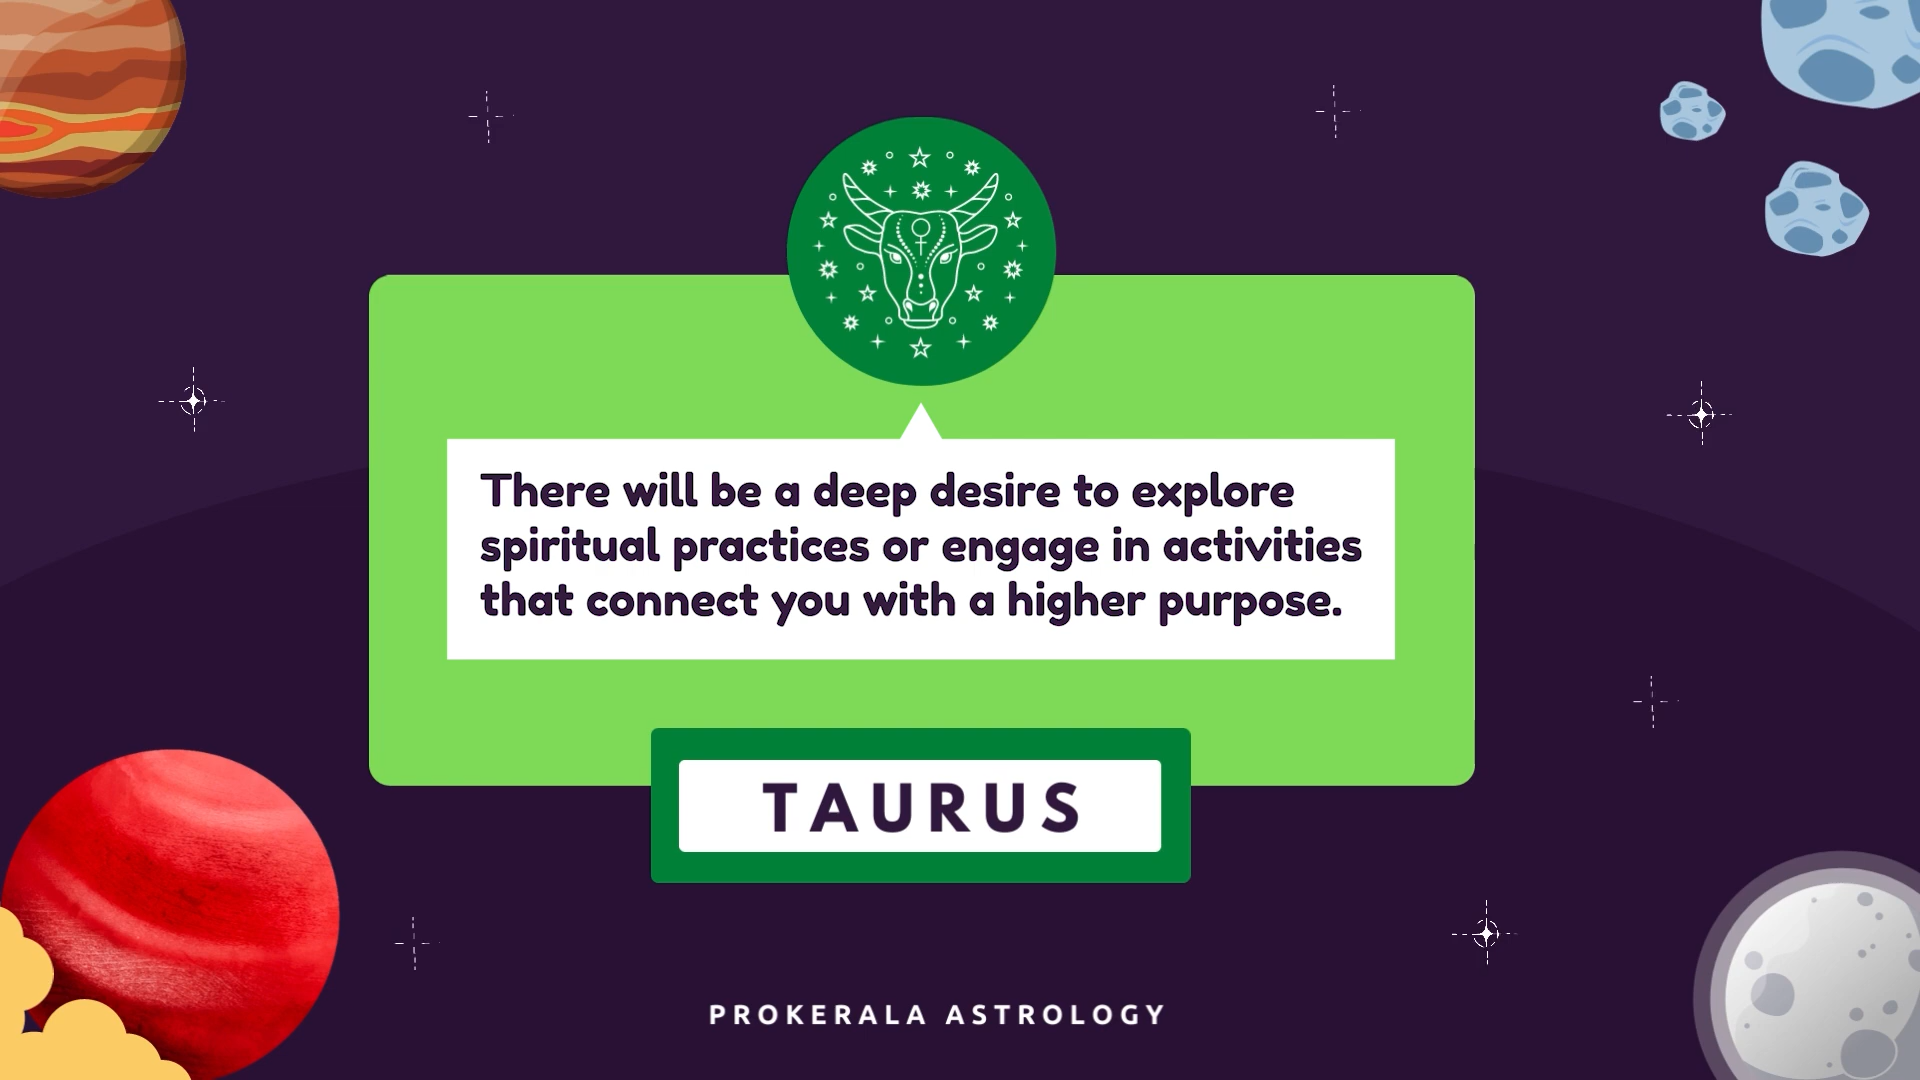 There will be a deep desire to explore
spiritual practices or engage in activities
that connect you with a higher purpose.
TAURUS
PROKERALA ASTROLOGY